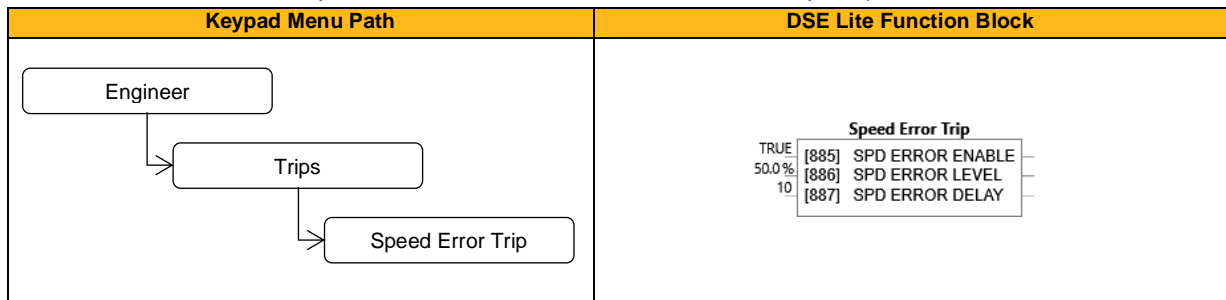 Keypad Menu Path
DSE Lite Function Block
Engineer
Trips
Speed Error Trip
Speed Error Trip
TRUE [885] SPD ERROR ENABLE
50.0 % [886] SPD ERROR LEVEL
10 [887] SPD ERROR DELAY